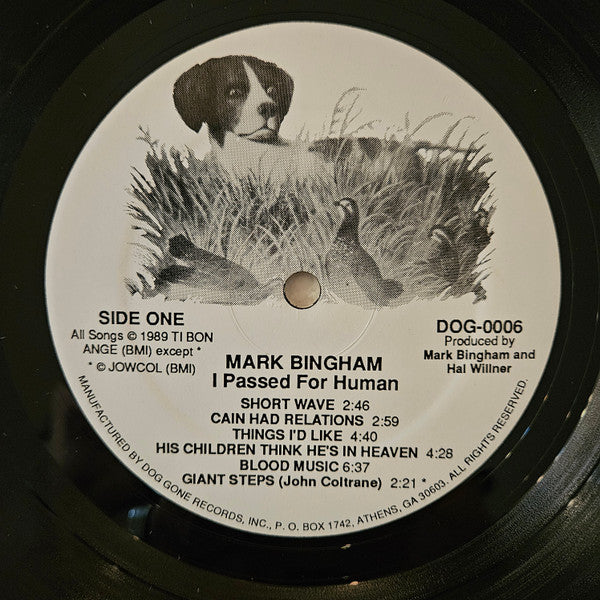 SIDE ONE
All Songs © 1989 TI BON
ANGE (BMI) except *
* © JOWCOL (BMI)
DOG-0006
Produced by
Mark Bingham and
Hal Willner
MARK BINGHAM
I Passed For Human
SHORT WAVE 2:46
CAIN HAD RELATIONS 2:59
THINGS I'D LIKE 4:40
HIS CHILDREN THINK HE'S IN HEAVEN 4:28
BLOOD MUSIC 6:37
GIANT STEPS (John Coltrane) 2:21 *
MANUFACTURED BY DOG GONE RECORDS, INC., P. O. BOX 1742, ATHENS, GA 30603. ALL RIGHTS RESERVED.